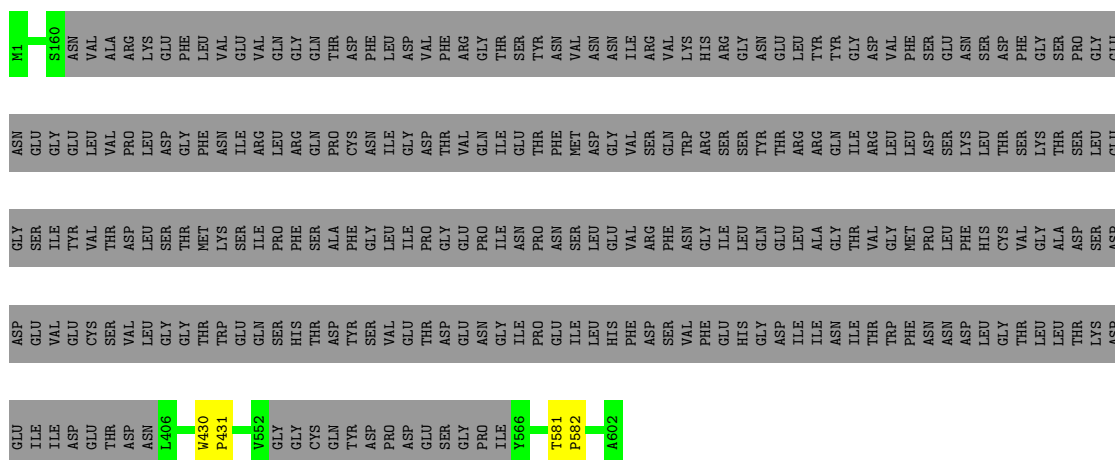 M1 S160 ASN VAL ALA ARG LYS GLU PHE LEU VAL GLU VAL GLN GLY GLN THR ASP PHE LEU ASP VAL PHE ARG GLY THR SER TYR ASN VAL ASN ASN ILE ARG VAL LYS HIS ARG GLY ASN GLU LEU TYR TYR GLY ASP VAL PHE SER GLU ASN SER ASP PHE GLY SER PRO GLY GLU
ASN GLU GLY GLU LEU VAL PRO LEU ASP GLY PHE ASN ILE ARG LEU ARG GLN PRO CYS ASN ILE GLY ASP THR VAL GLN ILE GLU THR PHE MET ASP GLY VAL SER GLN TRP ARG SER SER TYR THR ARG ARG GLN ILE ARG LEU LEU ASP SER LYS LEU THR SER LYS THR SER LEU GLU
GLY SER ILE TYR VAL THR ASP LEU SER THR MET LYS SER ILE PRO PHE SER ALA PHE GLY LEU ILE PRO GLY GLU PRO ILE ASN PRO ASN SER LEU GLU VAL ARG PHE ASN GLY ILE LEU GLN GLU LEU ALA GLY THR VAL GLY MET PRO LEU PHE HIS CYS VAL GLY ALA ASP SER ASP
ASP GLU VAL GLU CYS SER VAL LEU GLY GLY THR TRP GLU GLN SER HIS THR ASP TYR SER VAL GLU THR ASP GLU ASN GLY ILE PRO GLU ILE LEU HIS PHE ASP SER VAL PHE GLU HIS GLY ASP ILE ILE ASN ILE THR TRP PHE ASN ASN ASP LEU GLY THR LEU LEU THR LYS ASP
GLU ILE ILE ASP GLU THR ASP ASN L406 W430 P431 V552 GLY GLY CYS GLN TYR ASP PRO ASP GLU SER GLY PRO ILE Y566 T581 P582 A602